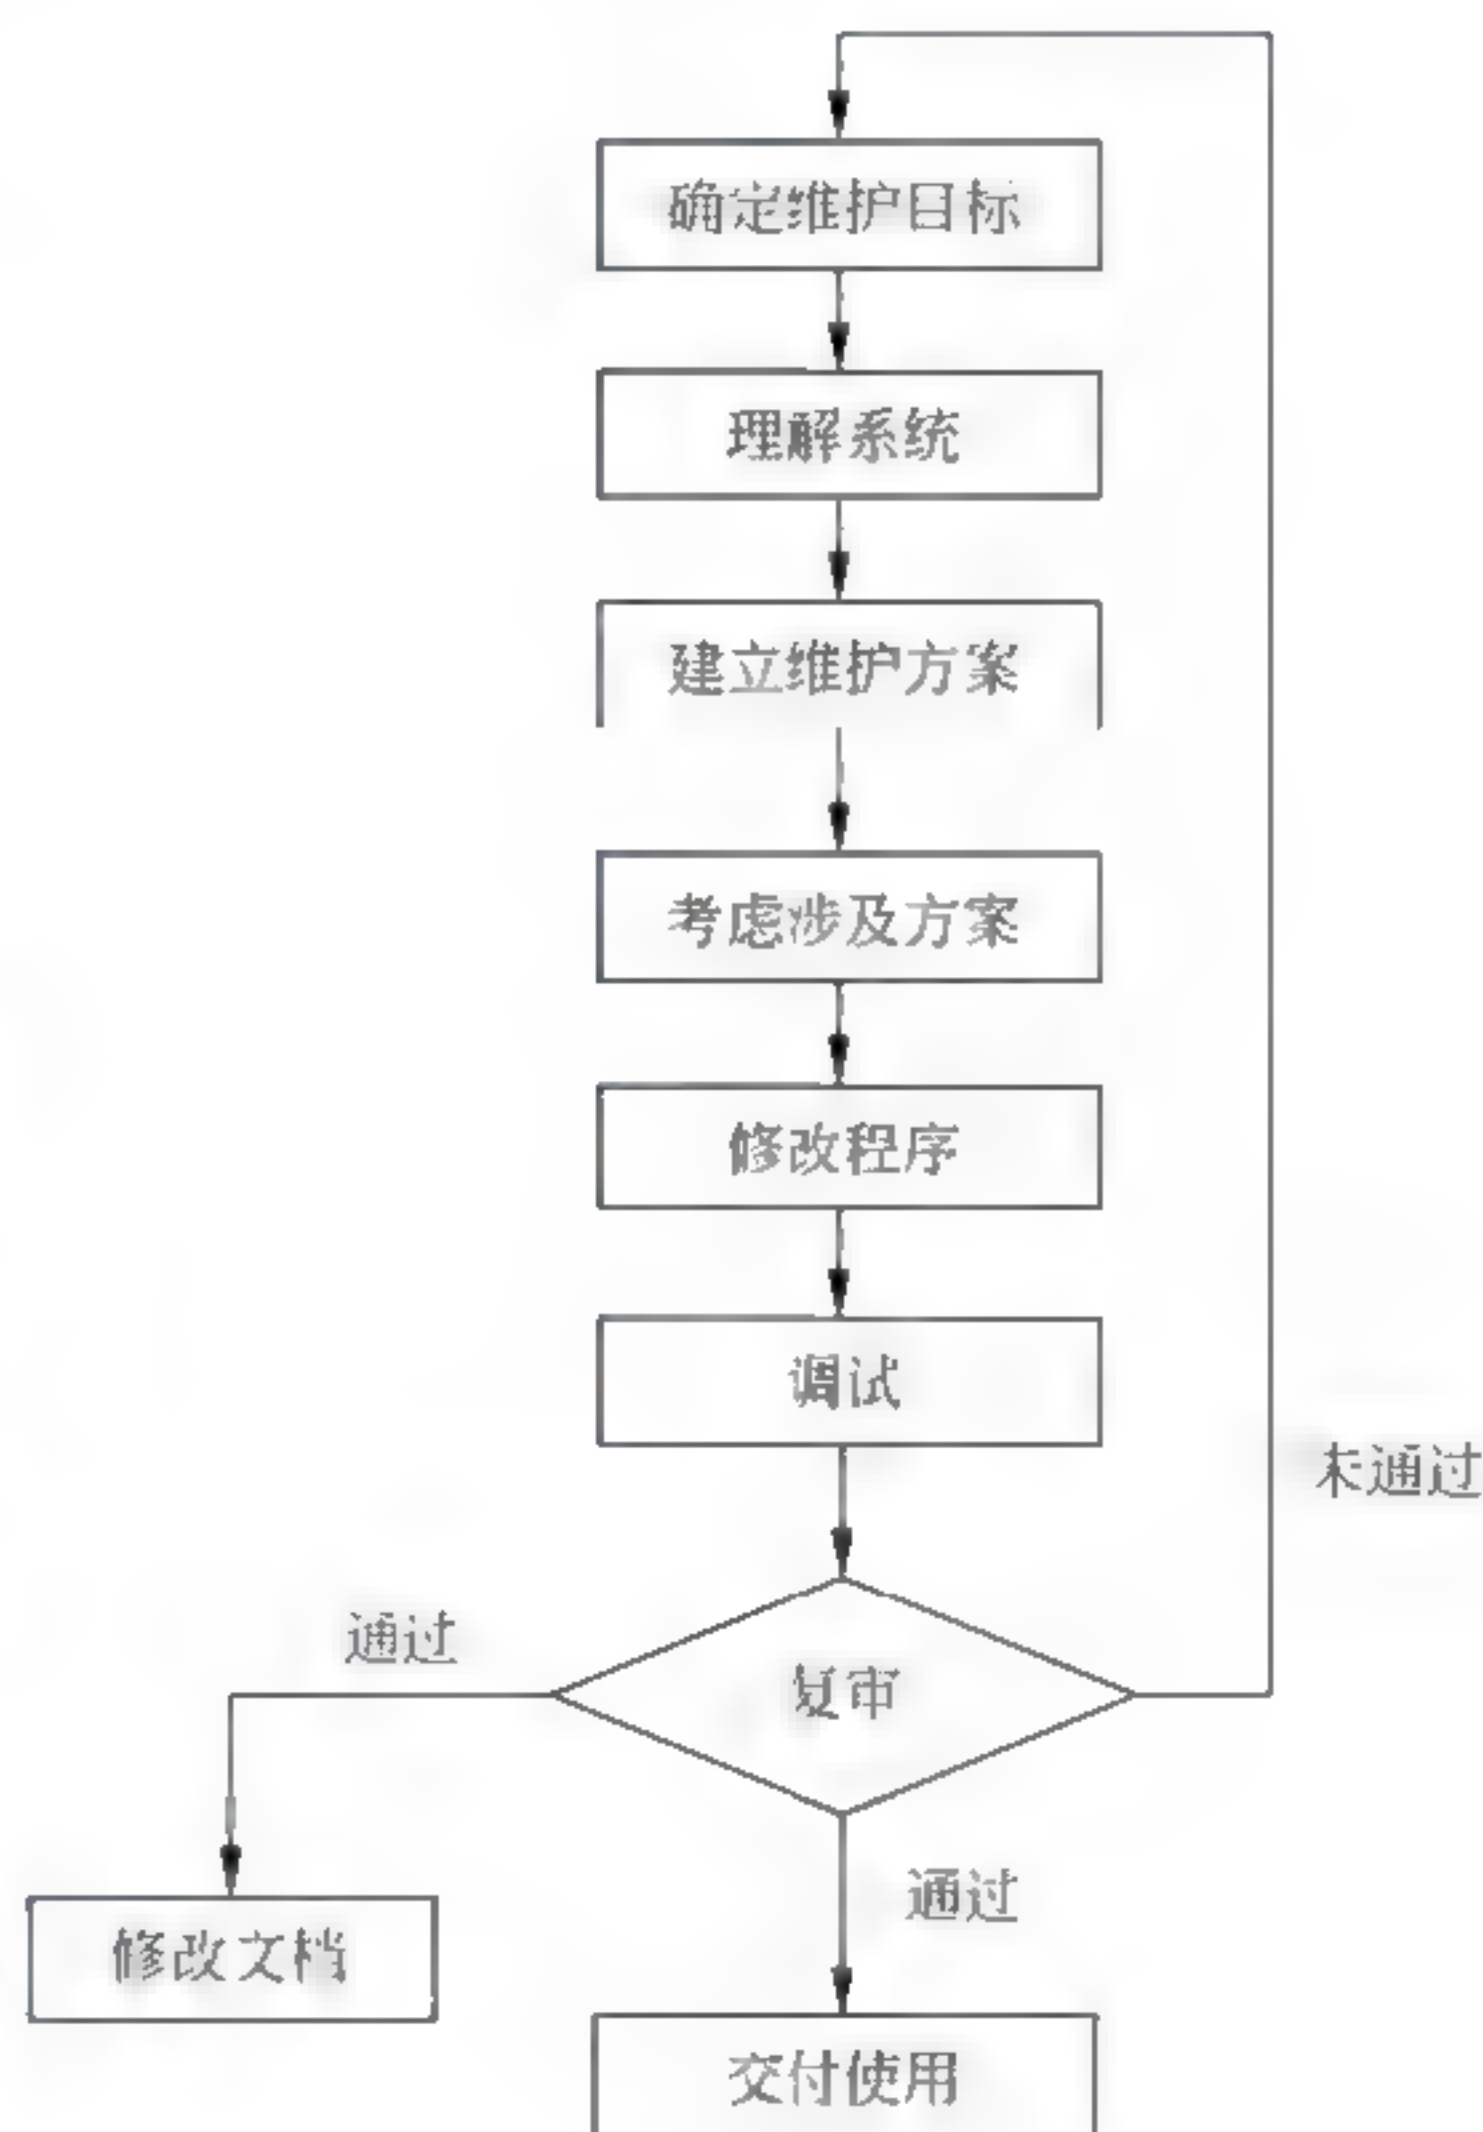 确定维护目标
理解系统
建立维护方案
考虑涉及方案
修改程序
调试
未通过
通过
复审
通过
修改文档
交付使用